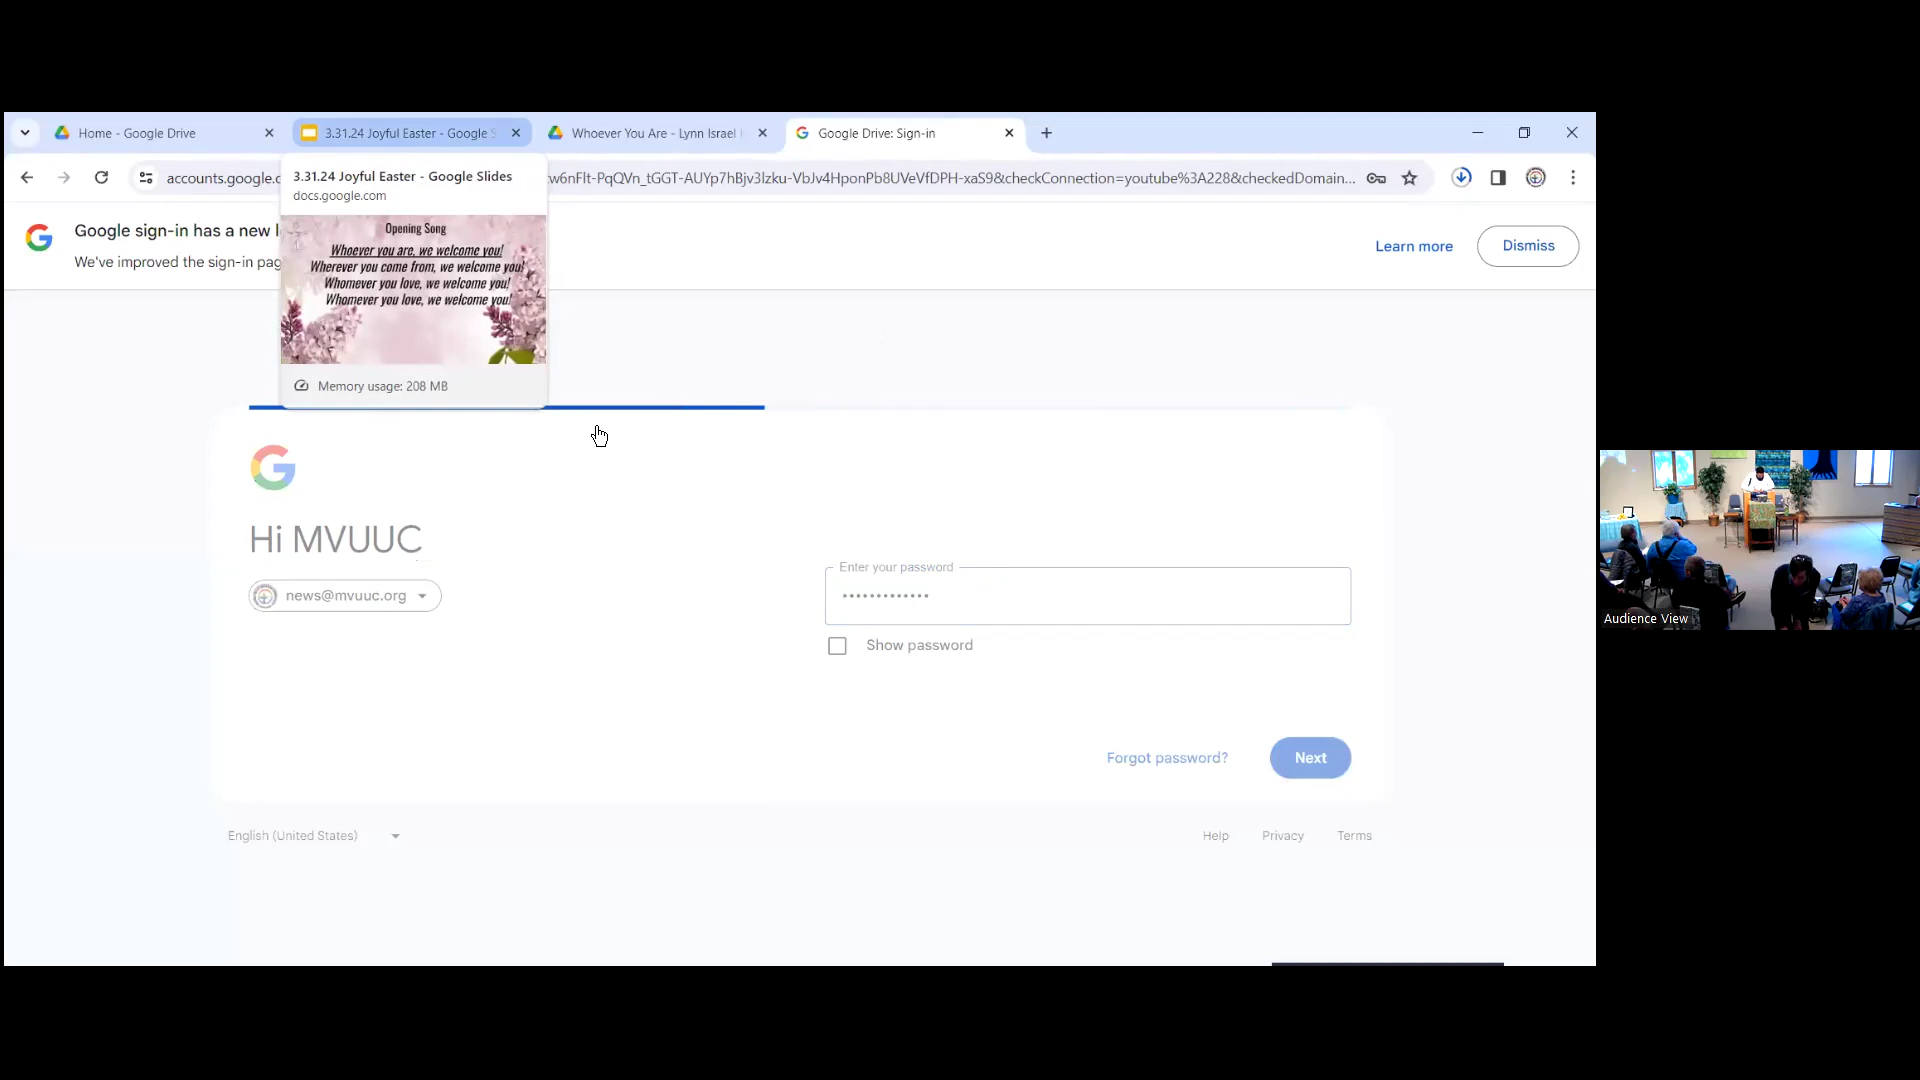 Home - Google Drive
3.31.24 Joyful Easter - Google S
Whoever You Are - Lynn Israel
Google Drive: Sign-in
accounts.google.c
w6nFlt-PqQVn_tGGT-AUYp7hBjv3lzku-VbJv4HponPb8UVeVfDPH-xaS9&checkConnection=youtube%3A228&checkedDomain...
3.31.24 Joyful Easter - Google Slides
docs.google.com
Opening Song
Whoever you are, we welcome you!
Wherever you come from, we welcome you!
Whomever you love, we welcome you!
Whomever you love, we welcome you!
Memory usage: 208 MB
Google sign-in has a new l
We've improved the sign-in pag
Learn more
Dismiss
Hi MVUUC
news@mvuuc.org
Enter your password
•••••••••••••
Show password
Forgot password?
Next
English (United States)
Help
Privacy
Terms
Audience View